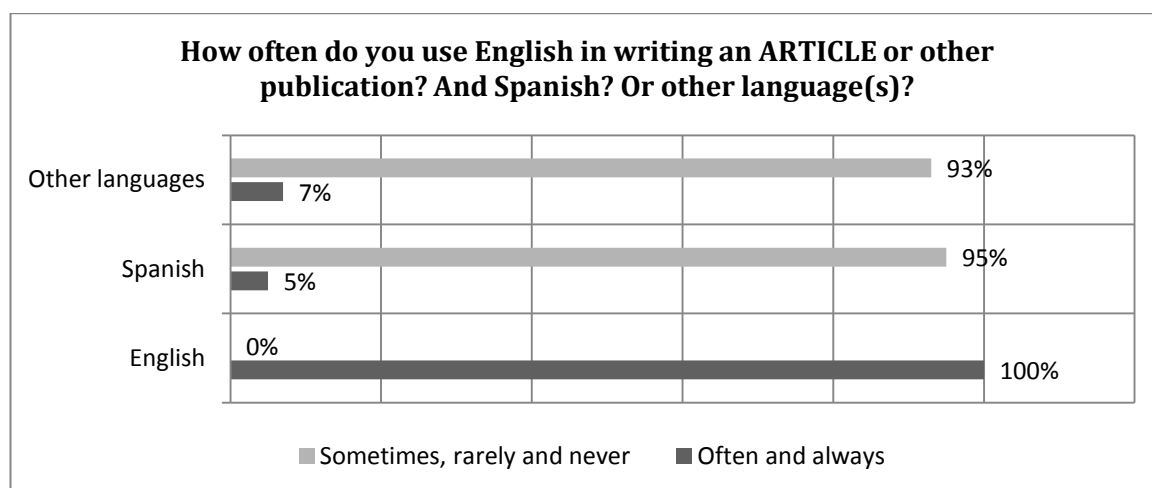 How often do you use English in writing an ARTICLE or other
publication? And Spanish? Or other language(s)?
Other languages
93%
7%
Spanish
95%
5%
English
0%
100%
Sometimes, rarely and never
Often and always